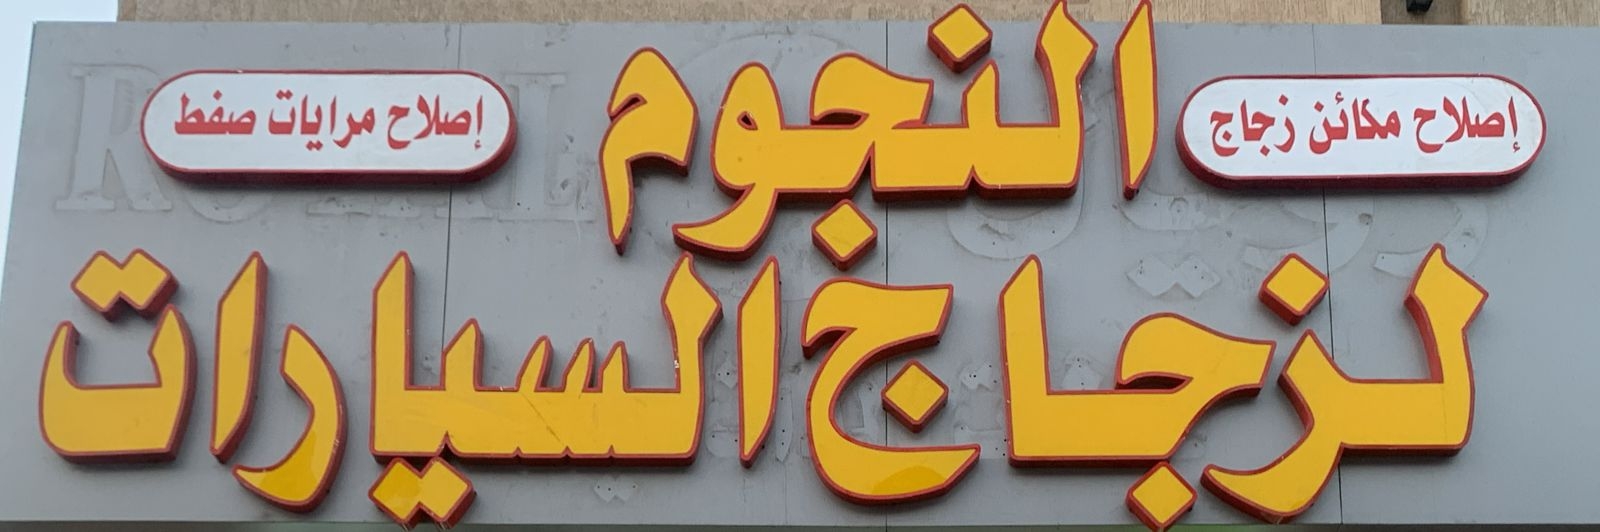 إصلاح مكائن زجاج
النجوم
إصلاح مرايات صفط
لزجاج السيارات